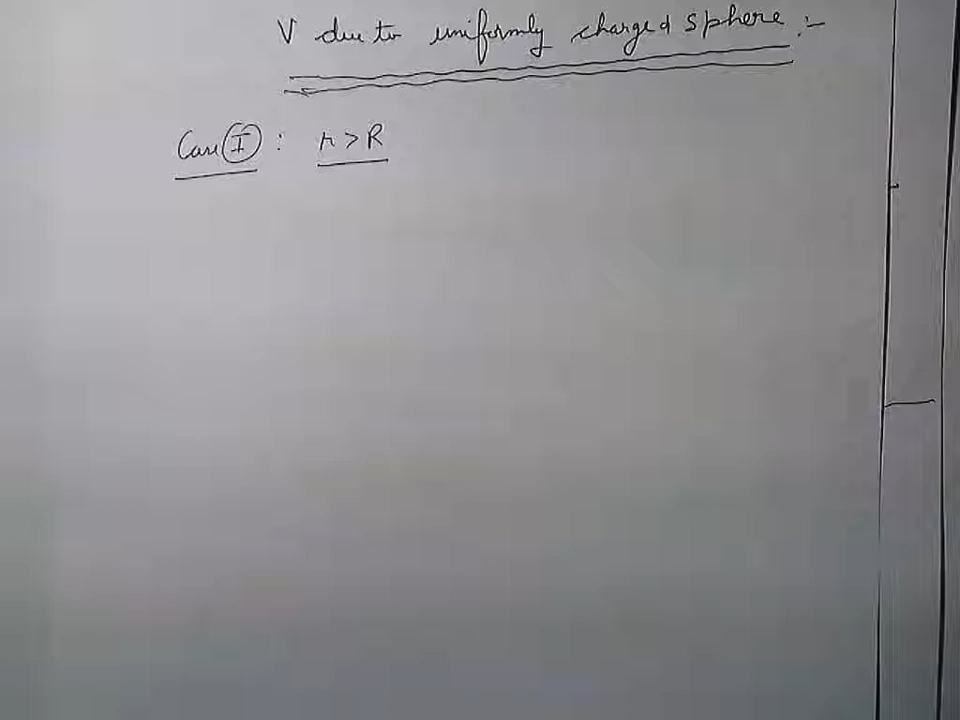 V due to uniformly charged sphere :-
Case I : r > R